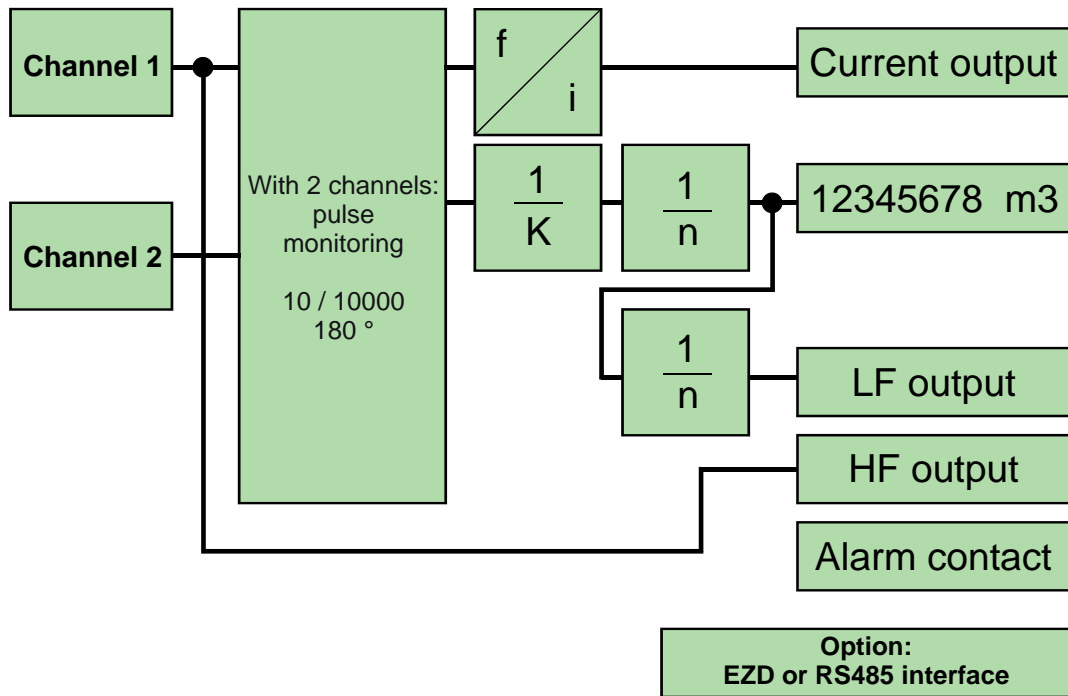 Channel 1
Channel 2
With 2 channels:
pulse
monitoring
10 / 10000
180 °
f
i
1
K
1
n
1
n
Current output
12345678 m3
LF output
HF output
Alarm contact
Option:
EZD or RS485 interface